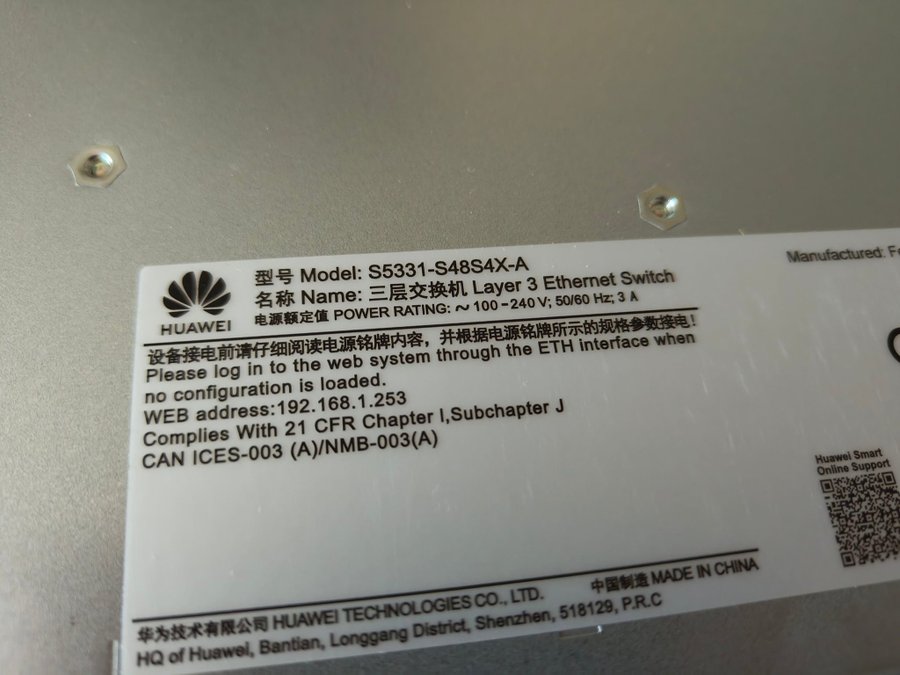 型号 Model: S5331-S48S4X-A
名称 Name: 三层交换机 Layer 3 Ethernet Switch
电源额定值 POWER RATING: ～ 100-240 V; 50/60 Hz; 3 A
HUAWEI
Manufactured:
设备接电前请仔细阅读电源铭牌内容，并根据电源铭牌所示的规格参数接电！
Please log in to the web system through the ETH interface when
no configuration is loaded.
WEB address:192.168.1.253
Complies With 21 CFR Chapter I,Subchapter J
CAN ICES-003 (A)/NMB-003(A)
Huawei Smart
Online Support
华为技术有限公司 HUAWEI TECHNOLOGIES CO., LTD. 中国制造 MADE IN CHINA
HQ of Huawei, Bantian, Longgang District, Shenzhen, 518129, P.R.C